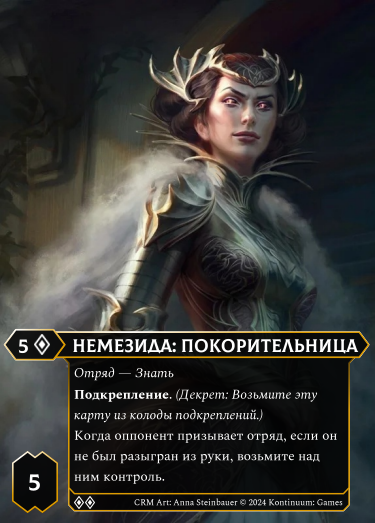 5
НЕМЕЗИДА: ПОКОРИТЕЛЬНИЦА
Отряд — Знать
Подкрепление. (Декрет: Возьмите эту
карту из колоды подкреплений.)
Когда оппонент призывает отряд, если он
не был разыгран из руки, возьмите над
ним контроль.
5
CRM Art: Anna Steinbauer © 2024 Kontinuum: Games